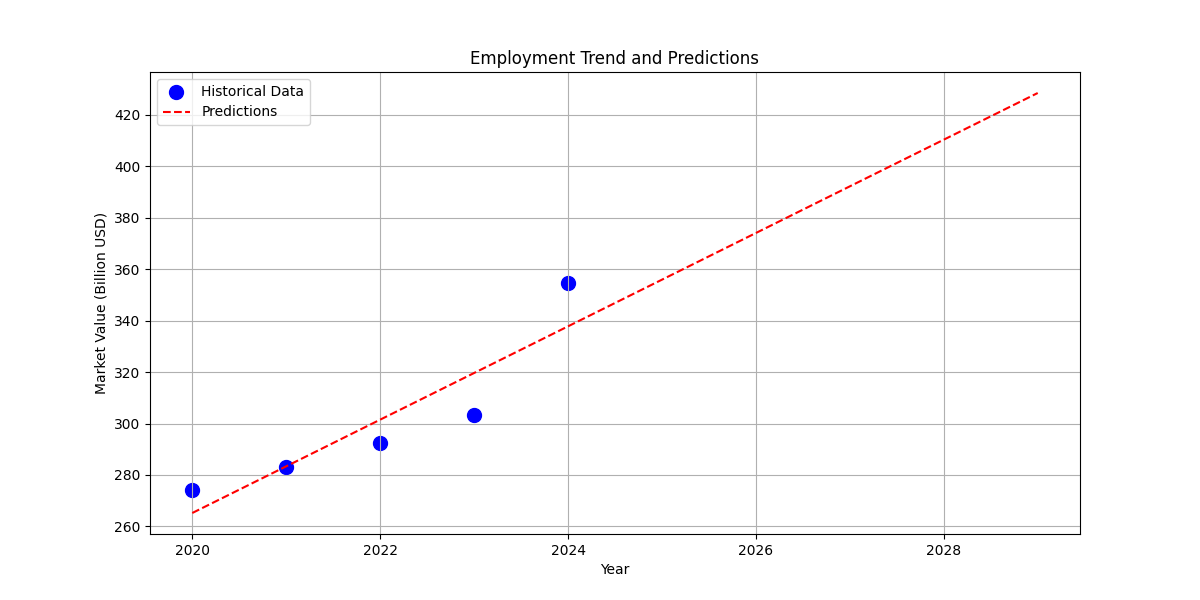 Employment Trend and Predictions
Historical Data
Predictions
Market Value (Billion USD)
420
400
380
360
340
320
300
280
260
2020 2022 2024 2026 2028
Year